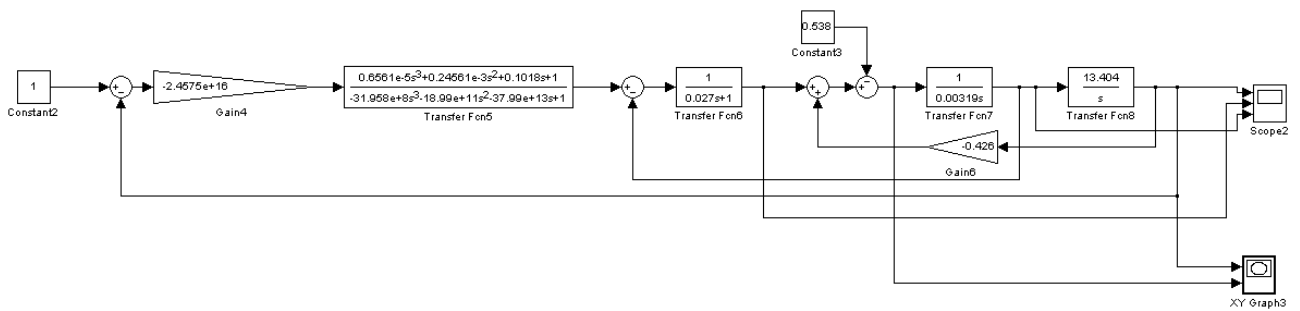 0.538
Constant3
1
Constant2
-2.4575e+16
Gain4
0.6561e-5s³+0.24561e-3s²+0.1018s+1
-31.958e+8s³-18.99e+11s²-37.99e+13s+1
Transfer Fcn5
1
0.027s+1
Transfer Fcn6
1
0.00319s
Transfer Fcn7
13.404
s
Transfer Fcn8
Scope2
-0.426
Gain6
XY Graph3